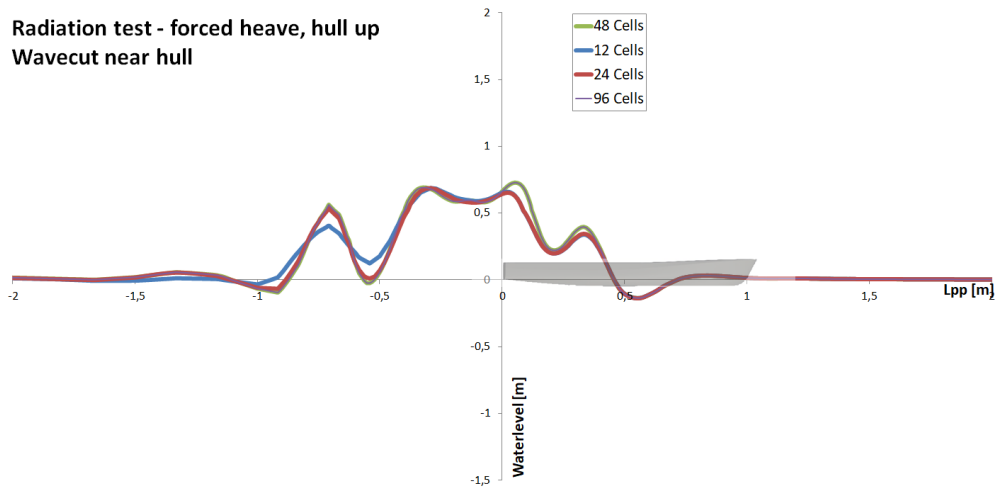 Radiation test - forced heave, hull up
Wavecut near hull
48 Cells
12 Cells
24 Cells
96 Cells
2
1,5
1
0,5
0
-0,5
-1
-1,5
-2
-1,5
-1
-0,5
0
0,5
1
1,5
2
Lpp [m]
Waterlevel [m]